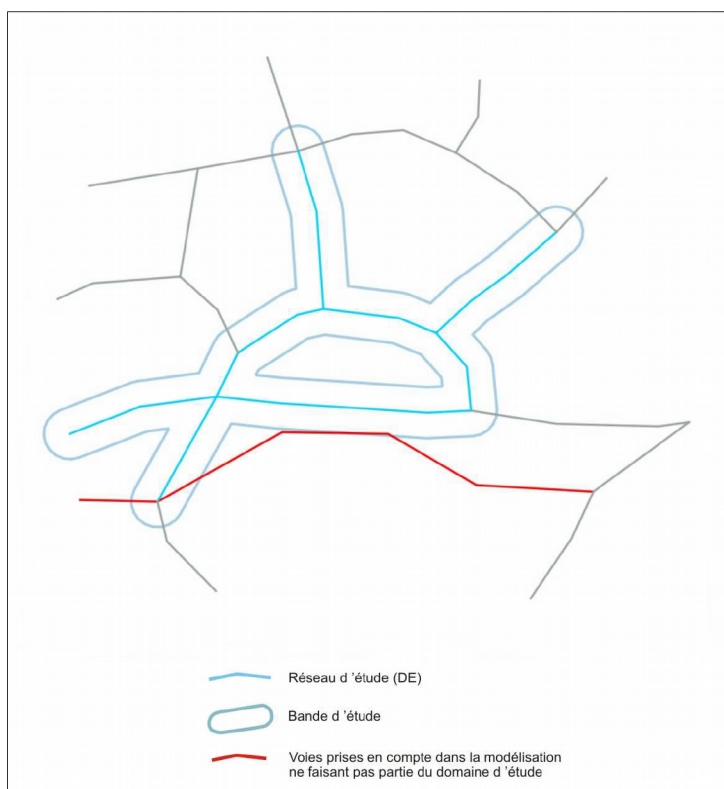 Réseau d 'étude (DE)
Bande d 'étude
Voies prises en compte dans la modélisation
ne faisant pas partie du domaine d 'étude